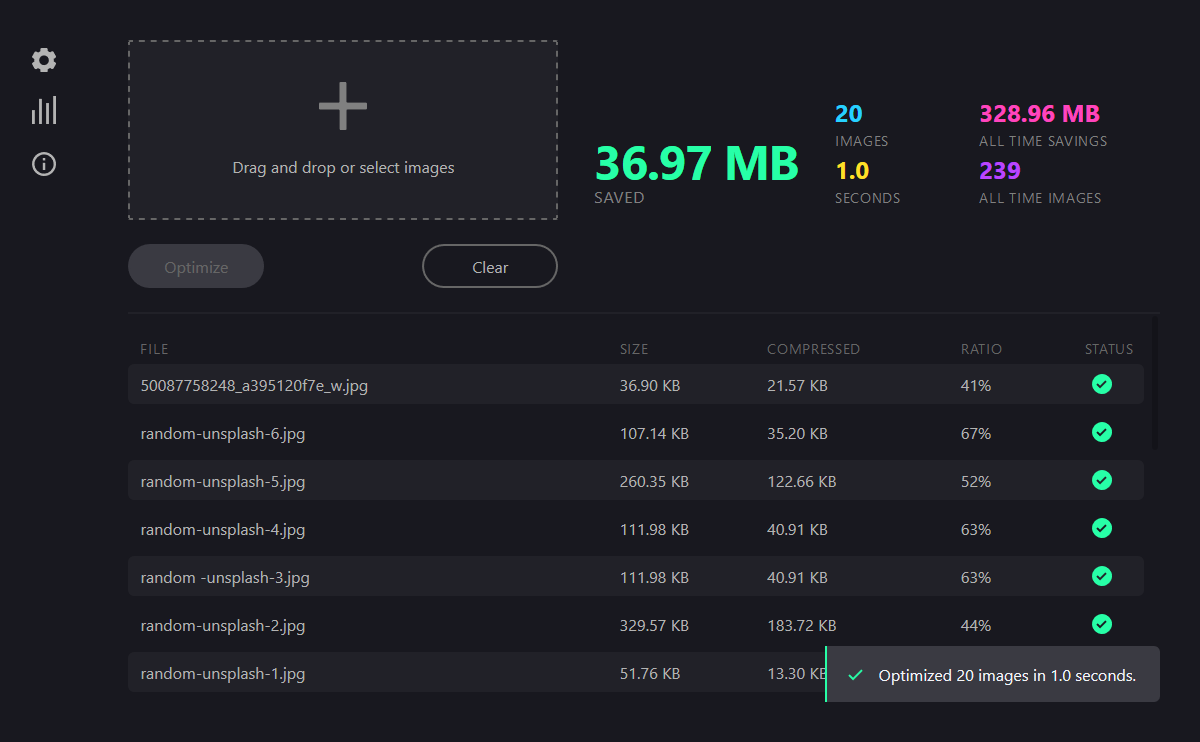 Drag and drop or select images
Optimize
Clear
36.97 MB
SAVED
20
IMAGES
1.0
SECONDS
328.96 MB
ALL TIME SAVINGS
239
ALL TIME IMAGES
FILE SIZE COMPRESSED RATIO STATUS
50087758248_a395120f7e_w.jpg 36.90 KB 21.57 KB 41%
random-unsplash-6.jpg 107.14 KB 35.20 KB 67%
random-unsplash-5.jpg 260.35 KB 122.66 KB 52%
random-unsplash-4.jpg 111.98 KB 40.91 KB 63%
random -unsplash-3.jpg 111.98 KB 40.91 KB 63%
random-unsplash-2.jpg 329.57 KB 183.72 KB 44%
random-unsplash-1.jpg 51.76 KB 13.30 KB
Optimized 20 images in 1.0 seconds.